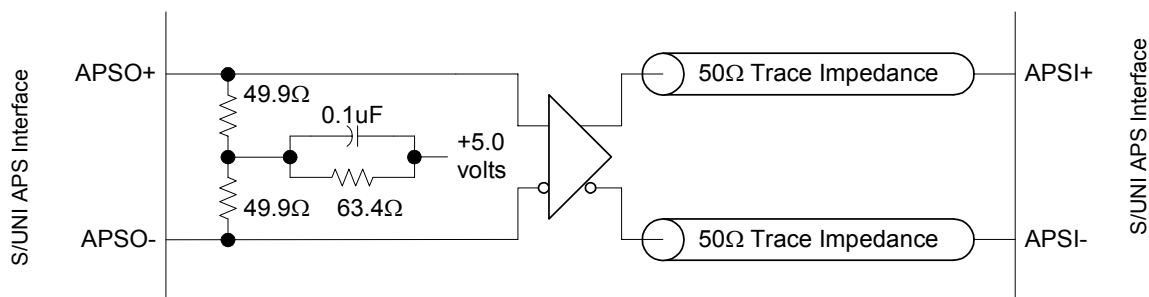 S/UNI APS Interface
APSO+
49.9Ω
0.1uF
+5.0
volts
49.9Ω
63.4Ω
APSO-
50Ω Trace Impedance
APSI+
50Ω Trace Impedance
APSI-
S/UNI APS Interface